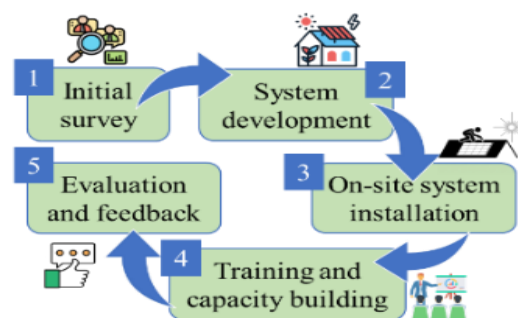 1
Initial
survey
2
System
development
3
On-site system
installation
4
Training and
capacity building
5
Evaluation
and feedback